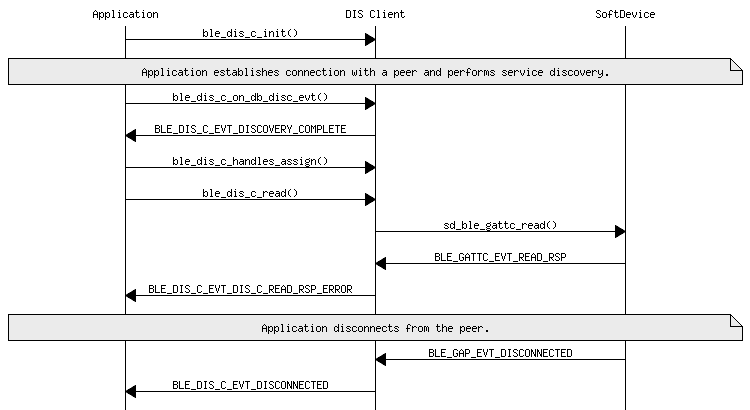 Application DIS Client SoftDevice
ble_dis_c_init()
Application establishes connection with a peer and performs service discovery.
ble_dis_c_on_db_disc_evt()
BLE_DIS_C_EVT_DISCOVERY_COMPLETE
ble_dis_c_handles_assign()
ble_dis_c_read()
sd_ble_gattc_read()
BLE_GATTC_EVT_READ_RSP
BLE_DIS_C_EVT_DIS_C_READ_RSP_ERROR
Application disconnects from the peer.
BLE_GAP_EVT_DISCONNECTED
BLE_DIS_C_EVT_DISCONNECTED